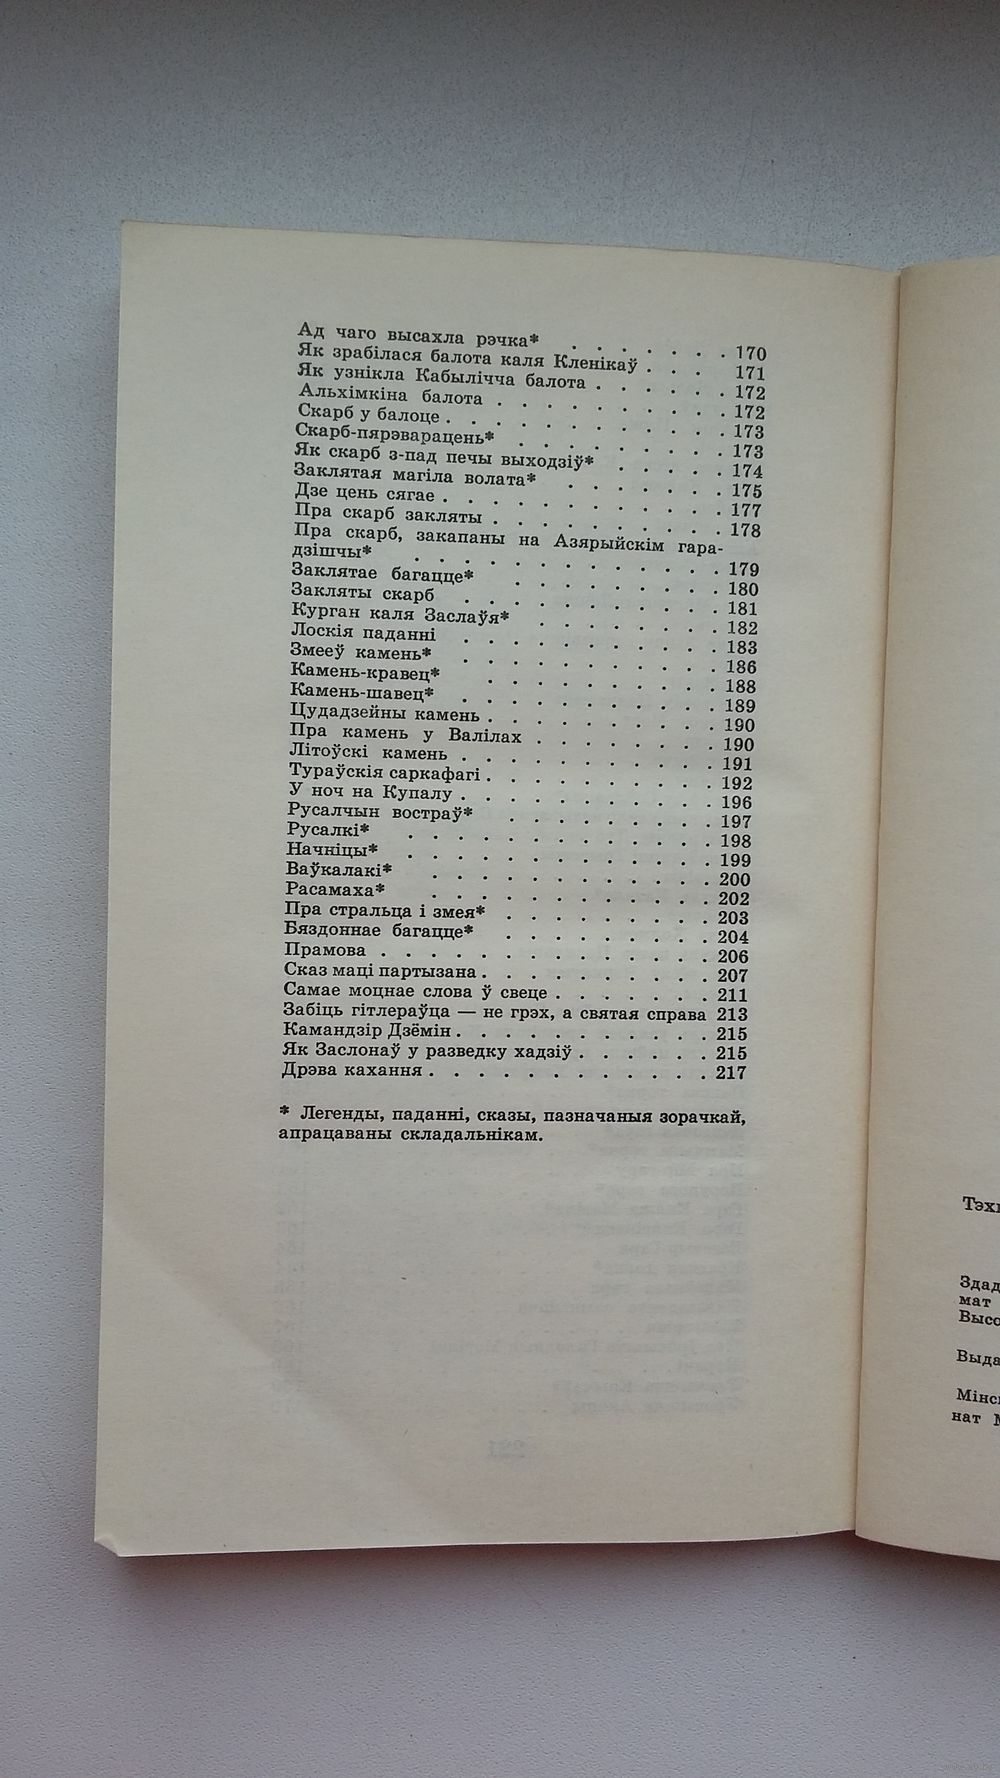 Ад чаго высахла рэчка* . . . . . . . 170
Як зрабілася балота каля Кленікаў . . . 171
Як узнікла Кабылічча балота . . . . . . 172
Альхімкіна балота . . . . . . . . . . 172
Скарб у балоце . . . . . . . . . . . . 173
Скарб-пярэварацень* . . . . . . . . . 173
Як скарб з-пад печы выходзіў* . . . . . 174
Заклятая магіла волата* . . . . . . . 175
Дзе цень сягае . . . . . . . . . . . . 177
Пра скарб закляты . . . . . . . . . . 178
Пра скарб, закапаны на Азярыйскім гара-
дзішчы* . . . . . . . . . . . . . 179
Заклятае багацце* . . . . . . . . . 180
Закляты скарб . . . . . . . . . . . 181
Курган каля Заслаўя* . . . . . . . . 182
Лоскія паданні . . . . . . . . . . . 183
Змееў камень* . . . . . . . . . . . 186
Камень-кравец* . . . . . . . . . . 188
Камень-шавец* . . . . . . . . . . . 189
Цудадзейны камень . . . . . . . . . . 190
Пра камень у Валілах . . . . . . . . 190
Літоўскі камень . . . . . . . . . . . 191
Тураўскія саркафагі . . . . . . . . . . 192
У ноч на Купалу . . . . . . . . . . . 196
Русалчын востраў* . . . . . . . . . 197
Русалкі* . . . . . . . . . . . . . 198
Начніцы* . . . . . . . . . . . . . 199
Ваўкалакі* . . . . . . . . . . . . 200
Расамаха* . . . . . . . . . . . . 202
Пра стральца і змея* . . . . . . . . . 203
Бяздоннае багацце* . . . . . . . . . 204
Прамова . . . . . . . . . . . . . . 206
Сказ маці партызана . . . . . . . . . . 207
Самае моцнае слова ў свеце . . . . . . . 211
Забіць гітлераўца — не грэх, а святая справа 213
Камандзір Дзёмін . . . . . . . . . . . 215
Як Заслонаў у разведку хадзіў . . . . . . 215
Дрэва кахання . . . . . . . . . . . . 217
* Легенды, паданні, сказы, пазначаныя зорачкай,
апрацаваны складальнікам.
Тэхн
Здад
мат
Высо
Выда
Мінск
нат М